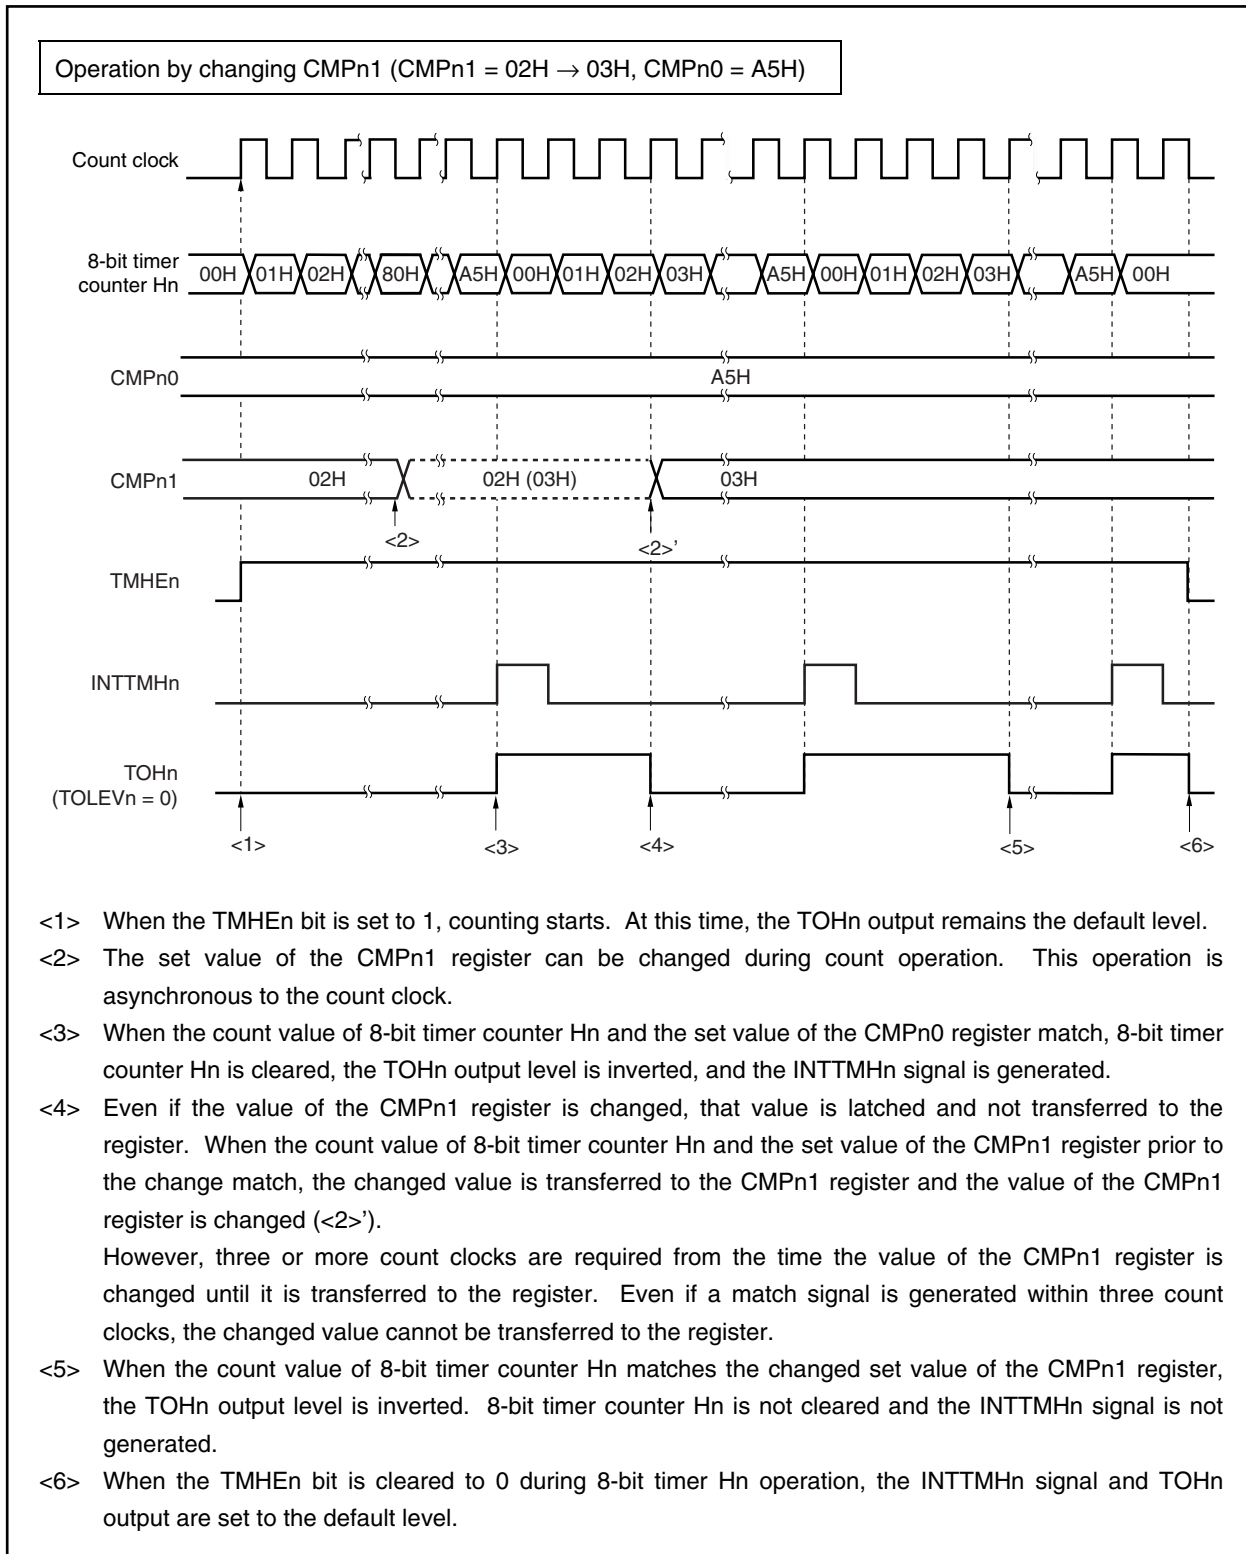 Operation by changing CMPn1 (CMPn1 = 02H → 03H, CMPn0 = A5H)
Count clock
8-bit timer
counter Hn
00H 01H 02H 80H A5H 00H 01H 02H 03H A5H 00H 01H 02H 03H A5H 00H
CMPn0
A5H
CMPn1
02H 02H (03H) 03H
<2> <2>’
TMHEn
INTTMHn
TOHn
(TOLEVn = 0)
<1> <3> <4> <5> <6>
<1> When the TMHEn bit is set to 1, counting starts. At this time, the TOHn output remains the default level.
<2> The set value of the CMPn1 register can be changed during count operation. This operation is
asynchronous to the count clock.
<3> When the count value of 8-bit timer counter Hn and the set value of the CMPn0 register match, 8-bit timer
counter Hn is cleared, the TOHn output level is inverted, and the INTTMHn signal is generated.
<4> Even if the value of the CMPn1 register is changed, that value is latched and not transferred to the
register. When the count value of 8-bit timer counter Hn and the set value of the CMPn1 register prior to
the change match, the changed value is transferred to the CMPn1 register and the value of the CMPn1
register is changed (<2>’).
However, three or more count clocks are required from the time the value of the CMPn1 register is
changed until it is transferred to the register. Even if a match signal is generated within three count
clocks, the changed value cannot be transferred to the register.
<5> When the count value of 8-bit timer counter Hn matches the changed set value of the CMPn1 register,
the TOHn output level is inverted. 8-bit timer counter Hn is not cleared and the INTTMHn signal is not
generated.
<6> When the TMHEn bit is cleared to 0 during 8-bit timer Hn operation, the INTTMHn signal and TOHn
output are set to the default level.